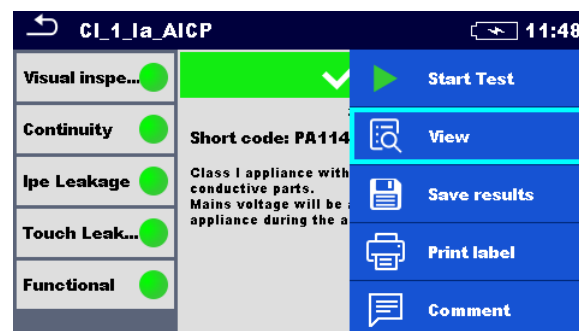 Cl_1_Ia_AICP
11:48
Visual inspe...
Continuity
Ipe Leakage
Touch Leak...
Functional
Short code: PA114
Class I appliance with
conductive parts.
Mains voltage will be
appliance during the a
Start Test
View
Save results
Print label
Comment